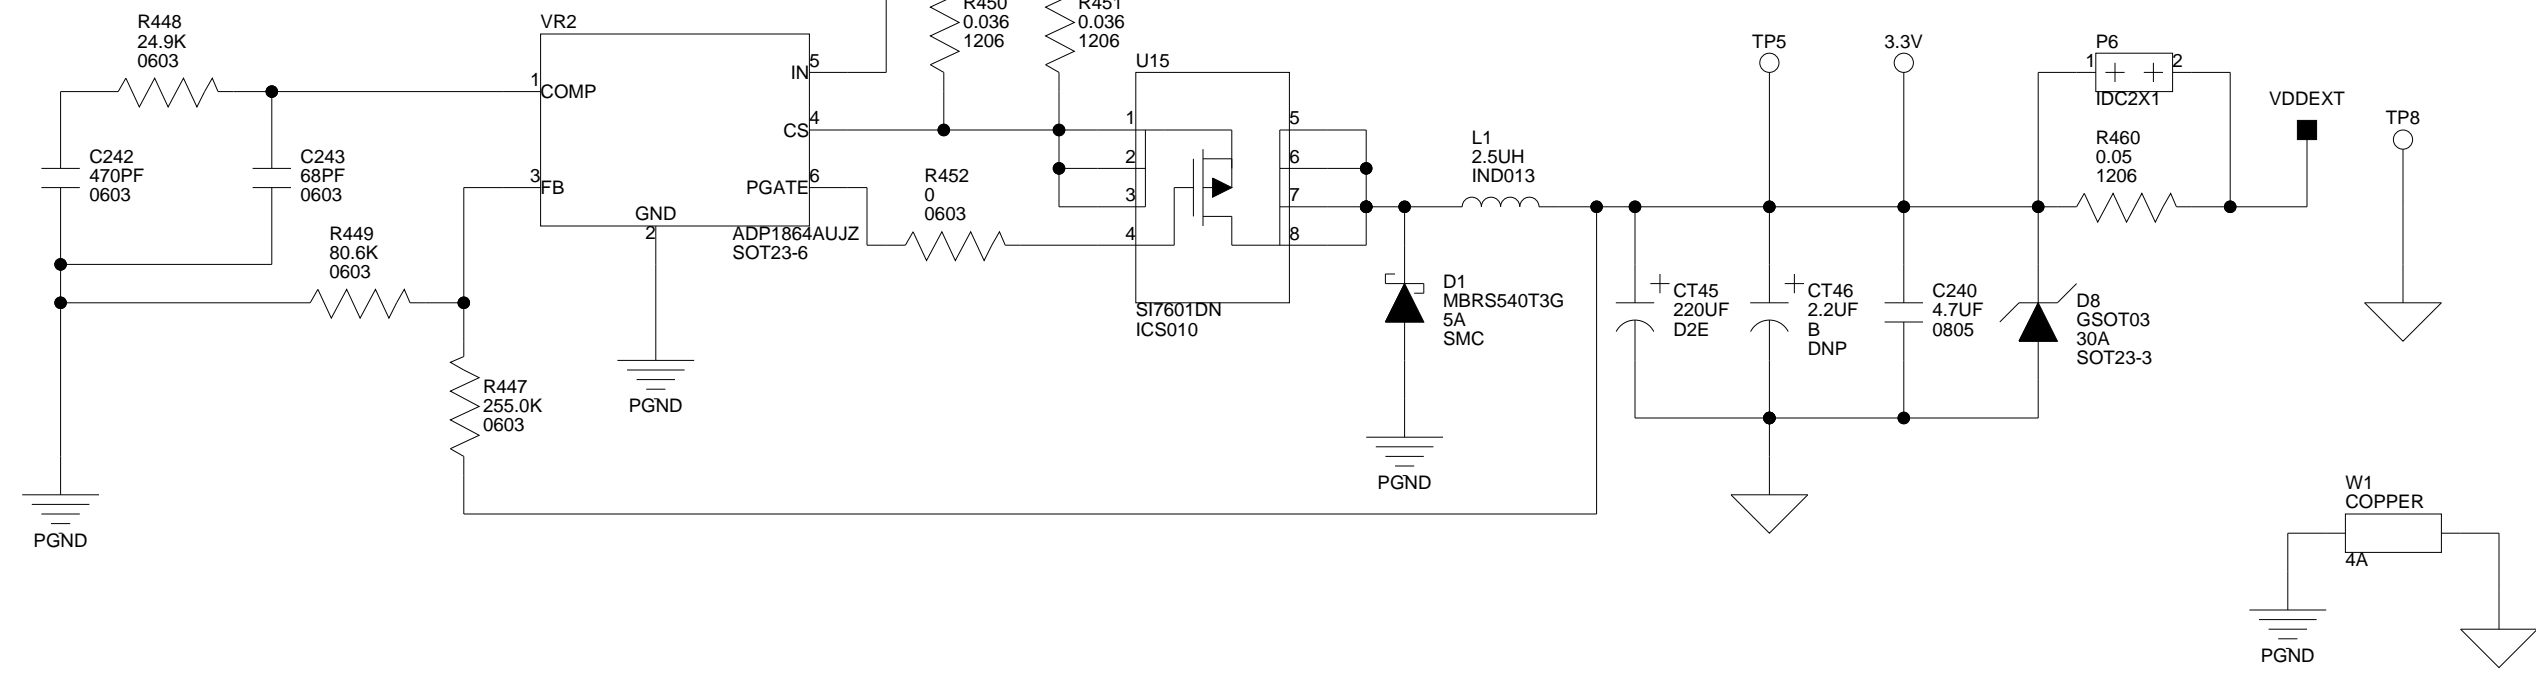 R448
24.9K
0603
C242
470PF
0603
C243
68PF
0603
R449
80.6K
0603
PGND
R447
255.0K
0603
VR2
1
COMP
3
FB
GND
2
IN
5
CS
4
PGATE
6
ADP1864AUJZ
SOT23-6
PGND
R450
0.036
1206
R451
0.036
1206
R452
0
0603
U15
1
2
3
4
5
6
7
8
SI7601DN
ICS010
L1
2.5UH
IND013
D1
MBRS540T3G
5A
SMC
PGND
CT45
220UF
D2E
TP5
CT46
2.2UF
B
DNP
3.3V
C240
4.7UF
0805
D8
GSOT03
30A
SOT23-3
P6
1
2
IDC2X1
R460
0.05
1206
VDDEXT
TP8
W1
COPPER
4A
PGND